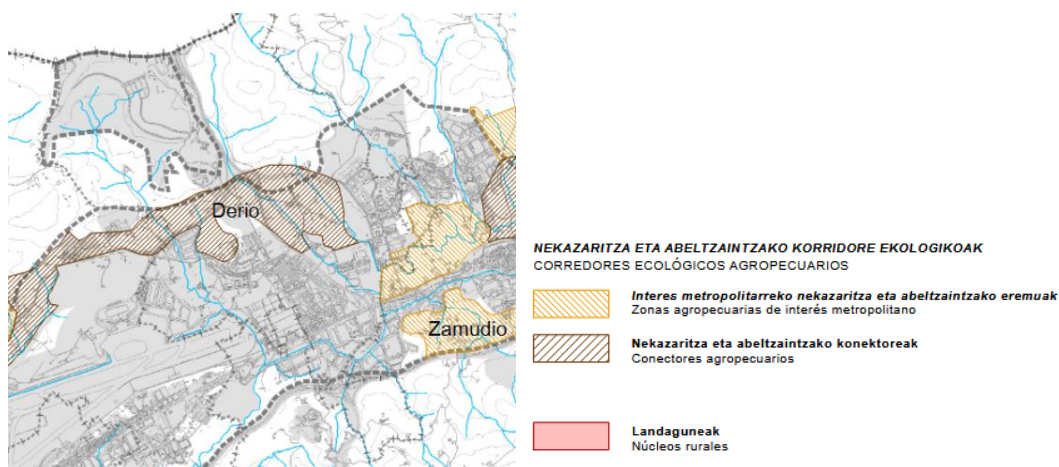 Derio
Zamudio
NEKAZARITZA ETA ABELTZAINTZAKO KORRIDORE EKOLOGIKOAK
CORREDORES ECOLÓGICOS AGROPECUARIOS
Interes metropolitarreko nekazaritza eta abeltzaintzako eremuak
Zonas agropecuarias de interés metropolitano
Nekazaritza eta abeltzaintzako konektoreak
Conectores agropecuarios
Landaguneak
Núcleos rurales